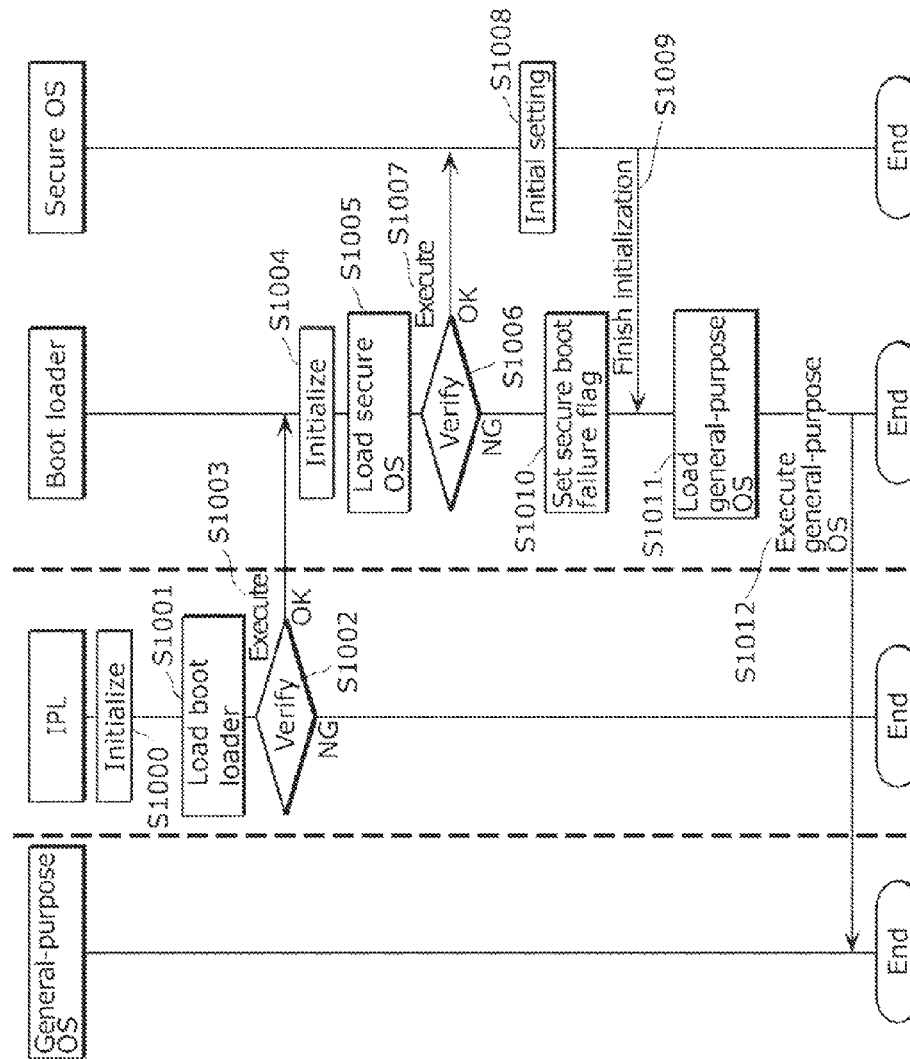 General-purpose
OS
IPL
Boot loader
Secure OS
Initialize
S1000
Load boot
loader
S1001
Verify
S1002
NG
OK
Execute
S1003
Initialize
S1004
Load secure
OS
S1005
Verify
S1006
NG
OK
Execute
S1007
Initial setting
S1008
Finish initialization
S1009
S1010
Set secure boot
failure flag
S1011
Load
general-purpose
OS
Execute
general-purpose
OS
S1012
End
End
End
End